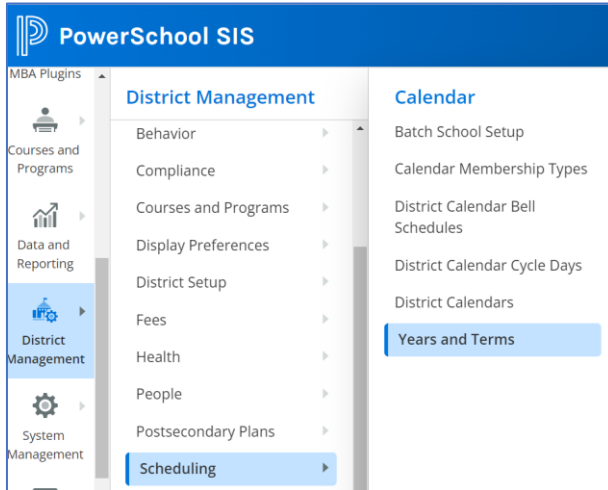 PowerSchool SIS
MBA Plugins
Courses and
Programs
Data and
Reporting
District
Management
System
Management
District Management
Behavior
Compliance
Courses and Programs
Display Preferences
District Setup
Fees
Health
People
Postsecondary Plans
Scheduling
Calendar
Batch School Setup
Calendar Membership Types
District Calendar Bell
Schedules
District Calendar Cycle Days
District Calendars
Years and Terms